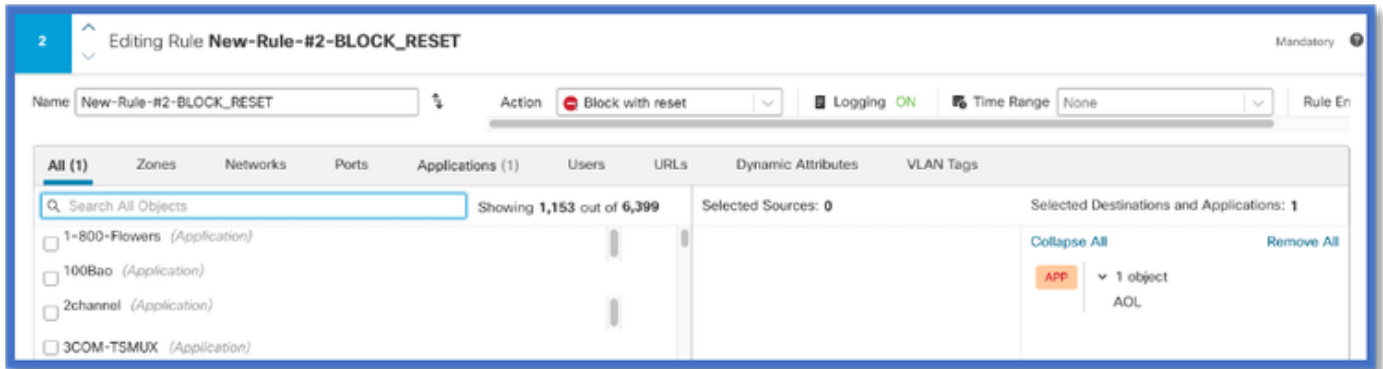 2 Editing Rule New-Rule-#2-BLOCK_RESET Mandatory
Name New-Rule-#2-BLOCK_RESET Action Block with reset Logging ON Time Range None Rule En
All (1) Zones Networks Ports Applications (1) Users URLs Dynamic Attributes VLAN Tags
Search All Objects Showing 1,153 out of 6,399 Selected Sources: 0 Selected Destinations and Applications: 1
1-800-Flowers (Application) Collapse All Remove All
100Bao (Application) APP 1 object
2channel (Application) AOL
3COM-TSMUX (Application)